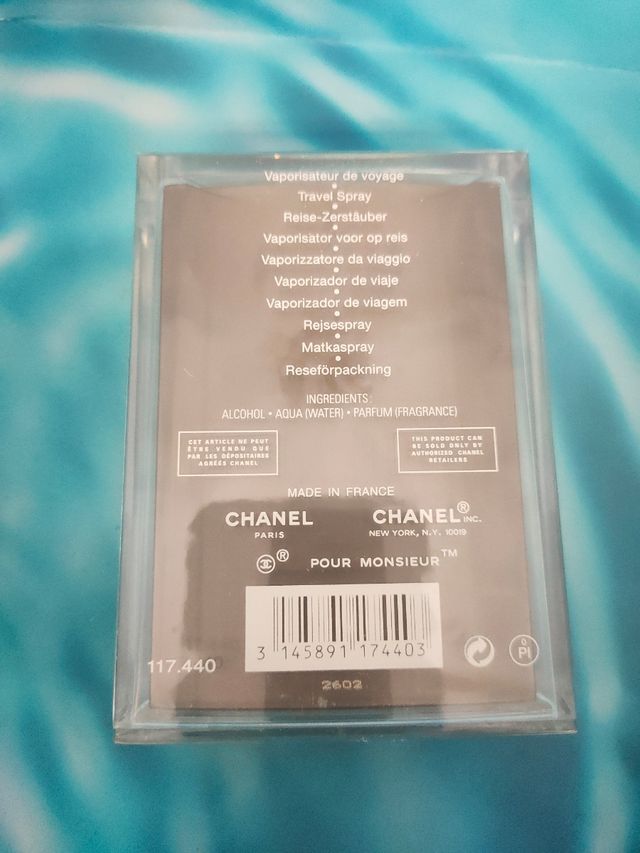 Vaporisateur de voyage
Travel Spray
Reise-Zerstäuber
Vaporisator voor op reis
Vaporizzatore da viaggio
Vaporizador de viaje
Vaporizador de viagem
Rejsespray
Matkaspray
Reseförpackning
INGREDIENTS:
ALCOHOL • AQUA (WATER) • PARFUM (FRAGRANCE)
CET ARTICLE NE PEUT
ÊTRE VENDU QUE
PAR LES DÉPOSITAIRES
AGRÉÉS CHANEL
THIS PRODUCT CAN
BE SOLD ONLY BY
AUTHORIZED CHANEL
RETAILERS
MADE IN FRANCE
CHANEL
PARIS
CHANEL® INC.
NEW YORK, N.Y. 10019
® POUR MONSIEUR™
3 145891 174403
117.440
2602
0
PI